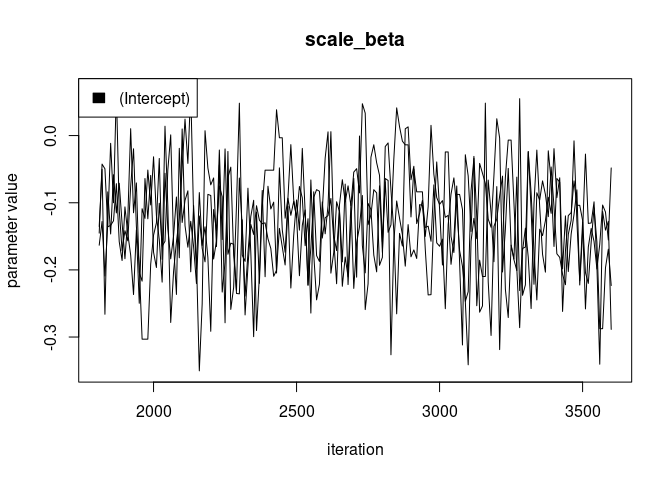 scale_beta
(Intercept)
parameter value
0.0
-0.1
-0.2
-0.3
2000 2500 3000 3500
iteration